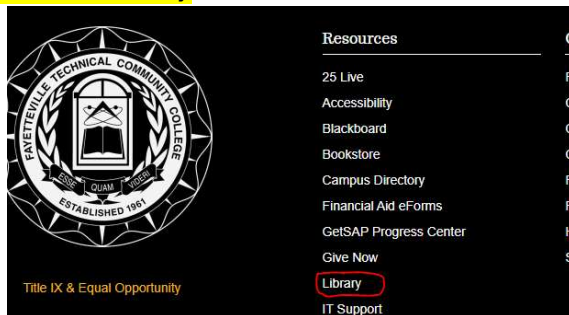 FAYETTEVILLE TECHNICAL COMMUNITY COLLEGE
ESSE QUAM VIDERI
ESTABLISHED 1961
Title IX & Equal Opportunity
Resources
25 Live
Accessibility
Blackboard
Bookstore
Campus Directory
Financial Aid eForms
GetSAP Progress Center
Give Now
Library
IT Support